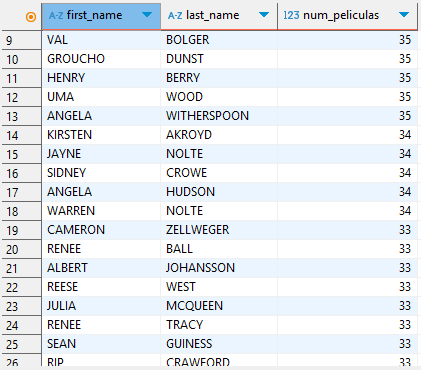 A-Z first_name A-Z last_name 123 num_peliculas
9 VAL BOLGER 35
10 GROUCHO DUNST 35
11 HENRY BERRY 35
12 UMA WOOD 35
13 ANGELA WITHERSPOON 35
14 KIRSTEN AKROYD 34
15 JAYNE NOLTE 34
16 SIDNEY CROWE 34
17 ANGELA HUDSON 34
18 WARREN NOLTE 34
19 CAMERON ZELLWEGER 33
20 RENEE BALL 33
21 ALBERT JOHANSSON 33
22 REESE WEST 33
23 JULIA MCQUEEN 33
24 RENEE TRACY 33
25 SEAN GUINESS 33
26 RIP CRAWFORD 33